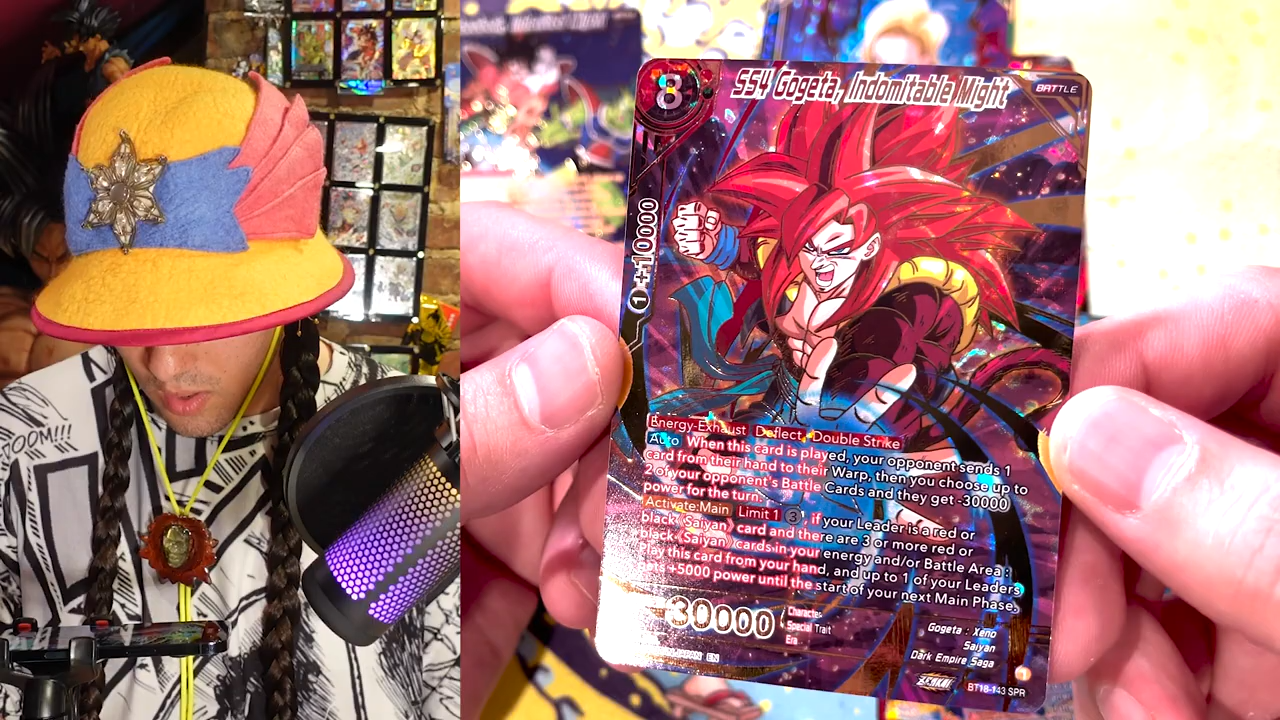 OOM!!!
8
SS4 Gogeta, Indomitable Might
BATTLE
1 +10000
Energy-Exhaust Deflect Double Strike
Auto When this card is played, your opponent sends 1
card from their hand to their Warp, then you choose up to
2 of your opponent's Battle Cards and they get -30000
power for the turn.
Activate:Main Limit 1 3, if your Leader is a red or
black《Saiyan》card and there are 3 or more red or
black《Saiyan》cards in your energy and/or Battle Area :
Play this card from your hand, and up to 1 of your Leaders
gets +5000 power until the start of your next Main Phase.
30000
Character
Special Trait
Era
Gogeta : Xeno
Saiyan
Dark Empire Saga
JAPAN EN
ZENKAI
BT18-143 SPR